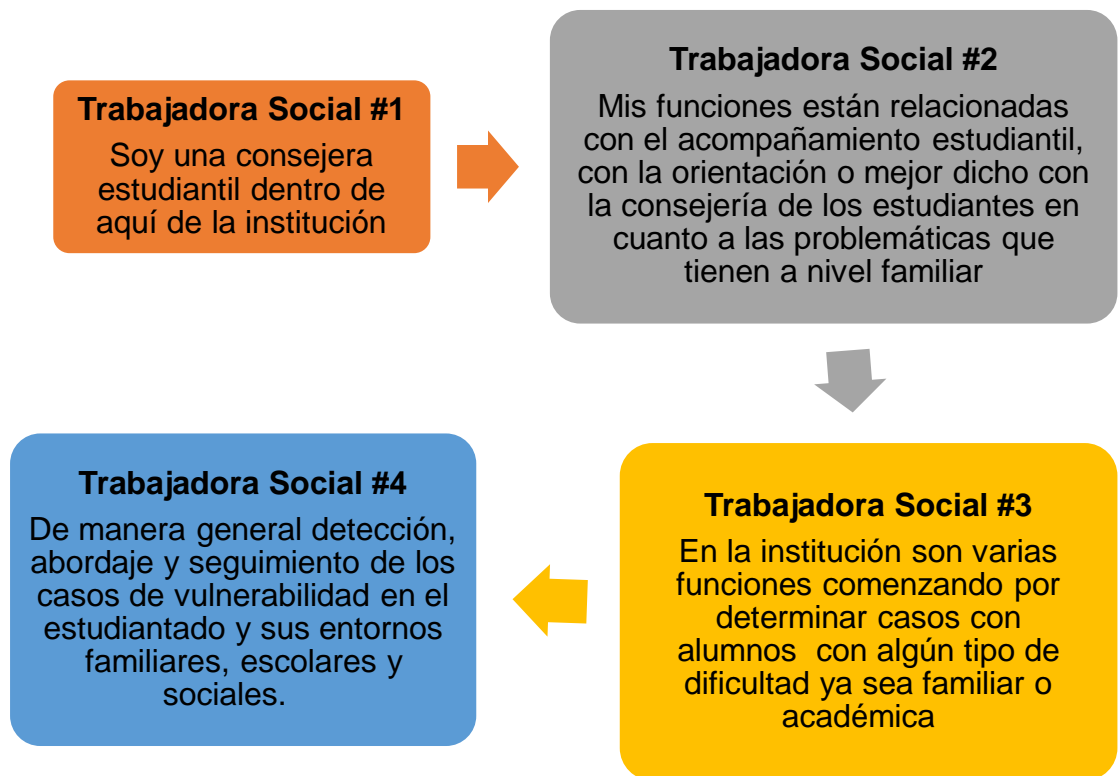 Trabajadora Social #1
Soy una consejera
estudiantil dentro de
aquí de la institución
Trabajadora Social #2
Mis funciones están relacionadas
con el acompañamiento estudiantil,
con la orientación o mejor dicho con
la consejería de los estudiantes en
cuanto a las problemáticas que
tienen a nivel familiar
Trabajadora Social #3
En la institución son varias
funciones comenzando por
determinar casos con
alumnos  con algún tipo de
dificultad ya sea familiar o
académica
Trabajadora Social #4
De manera general detección,
abordaje y seguimiento de los
casos de vulnerabilidad en el
estudiantado y sus entornos
familiares, escolares y
sociales.